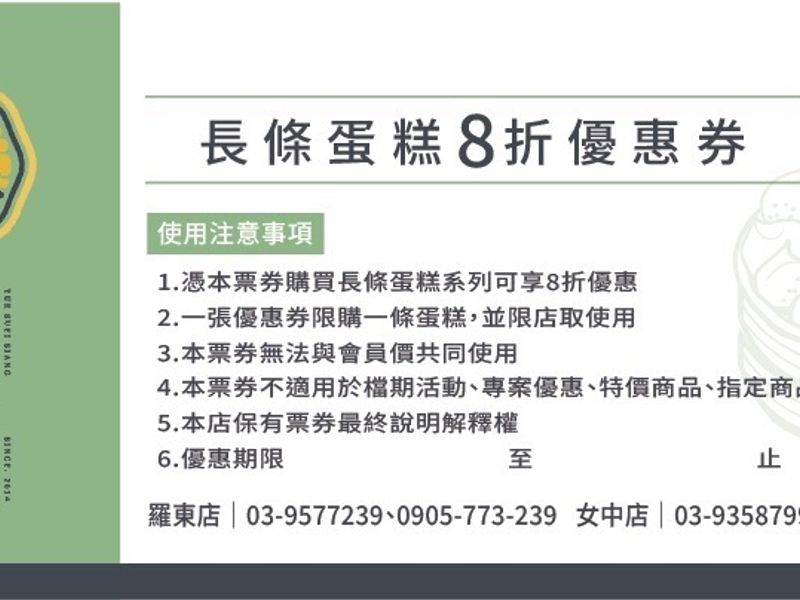 長條蛋糕8折優惠券
使用注意事項
1.憑本票券購買長條蛋糕系列可享8折優惠
2.一張優惠券限購一條蛋糕，並限店取使用
3.本票券無法與會員價共同使用
4.本票券不適用於檔期活動、專案優惠、特價商品、指定商品
5.本店保有票券最終說明解釋權
6.優惠期限 至 止
羅東店｜03-9577239、0905-773-239 女中店｜03-9358799
SINCE. 2014